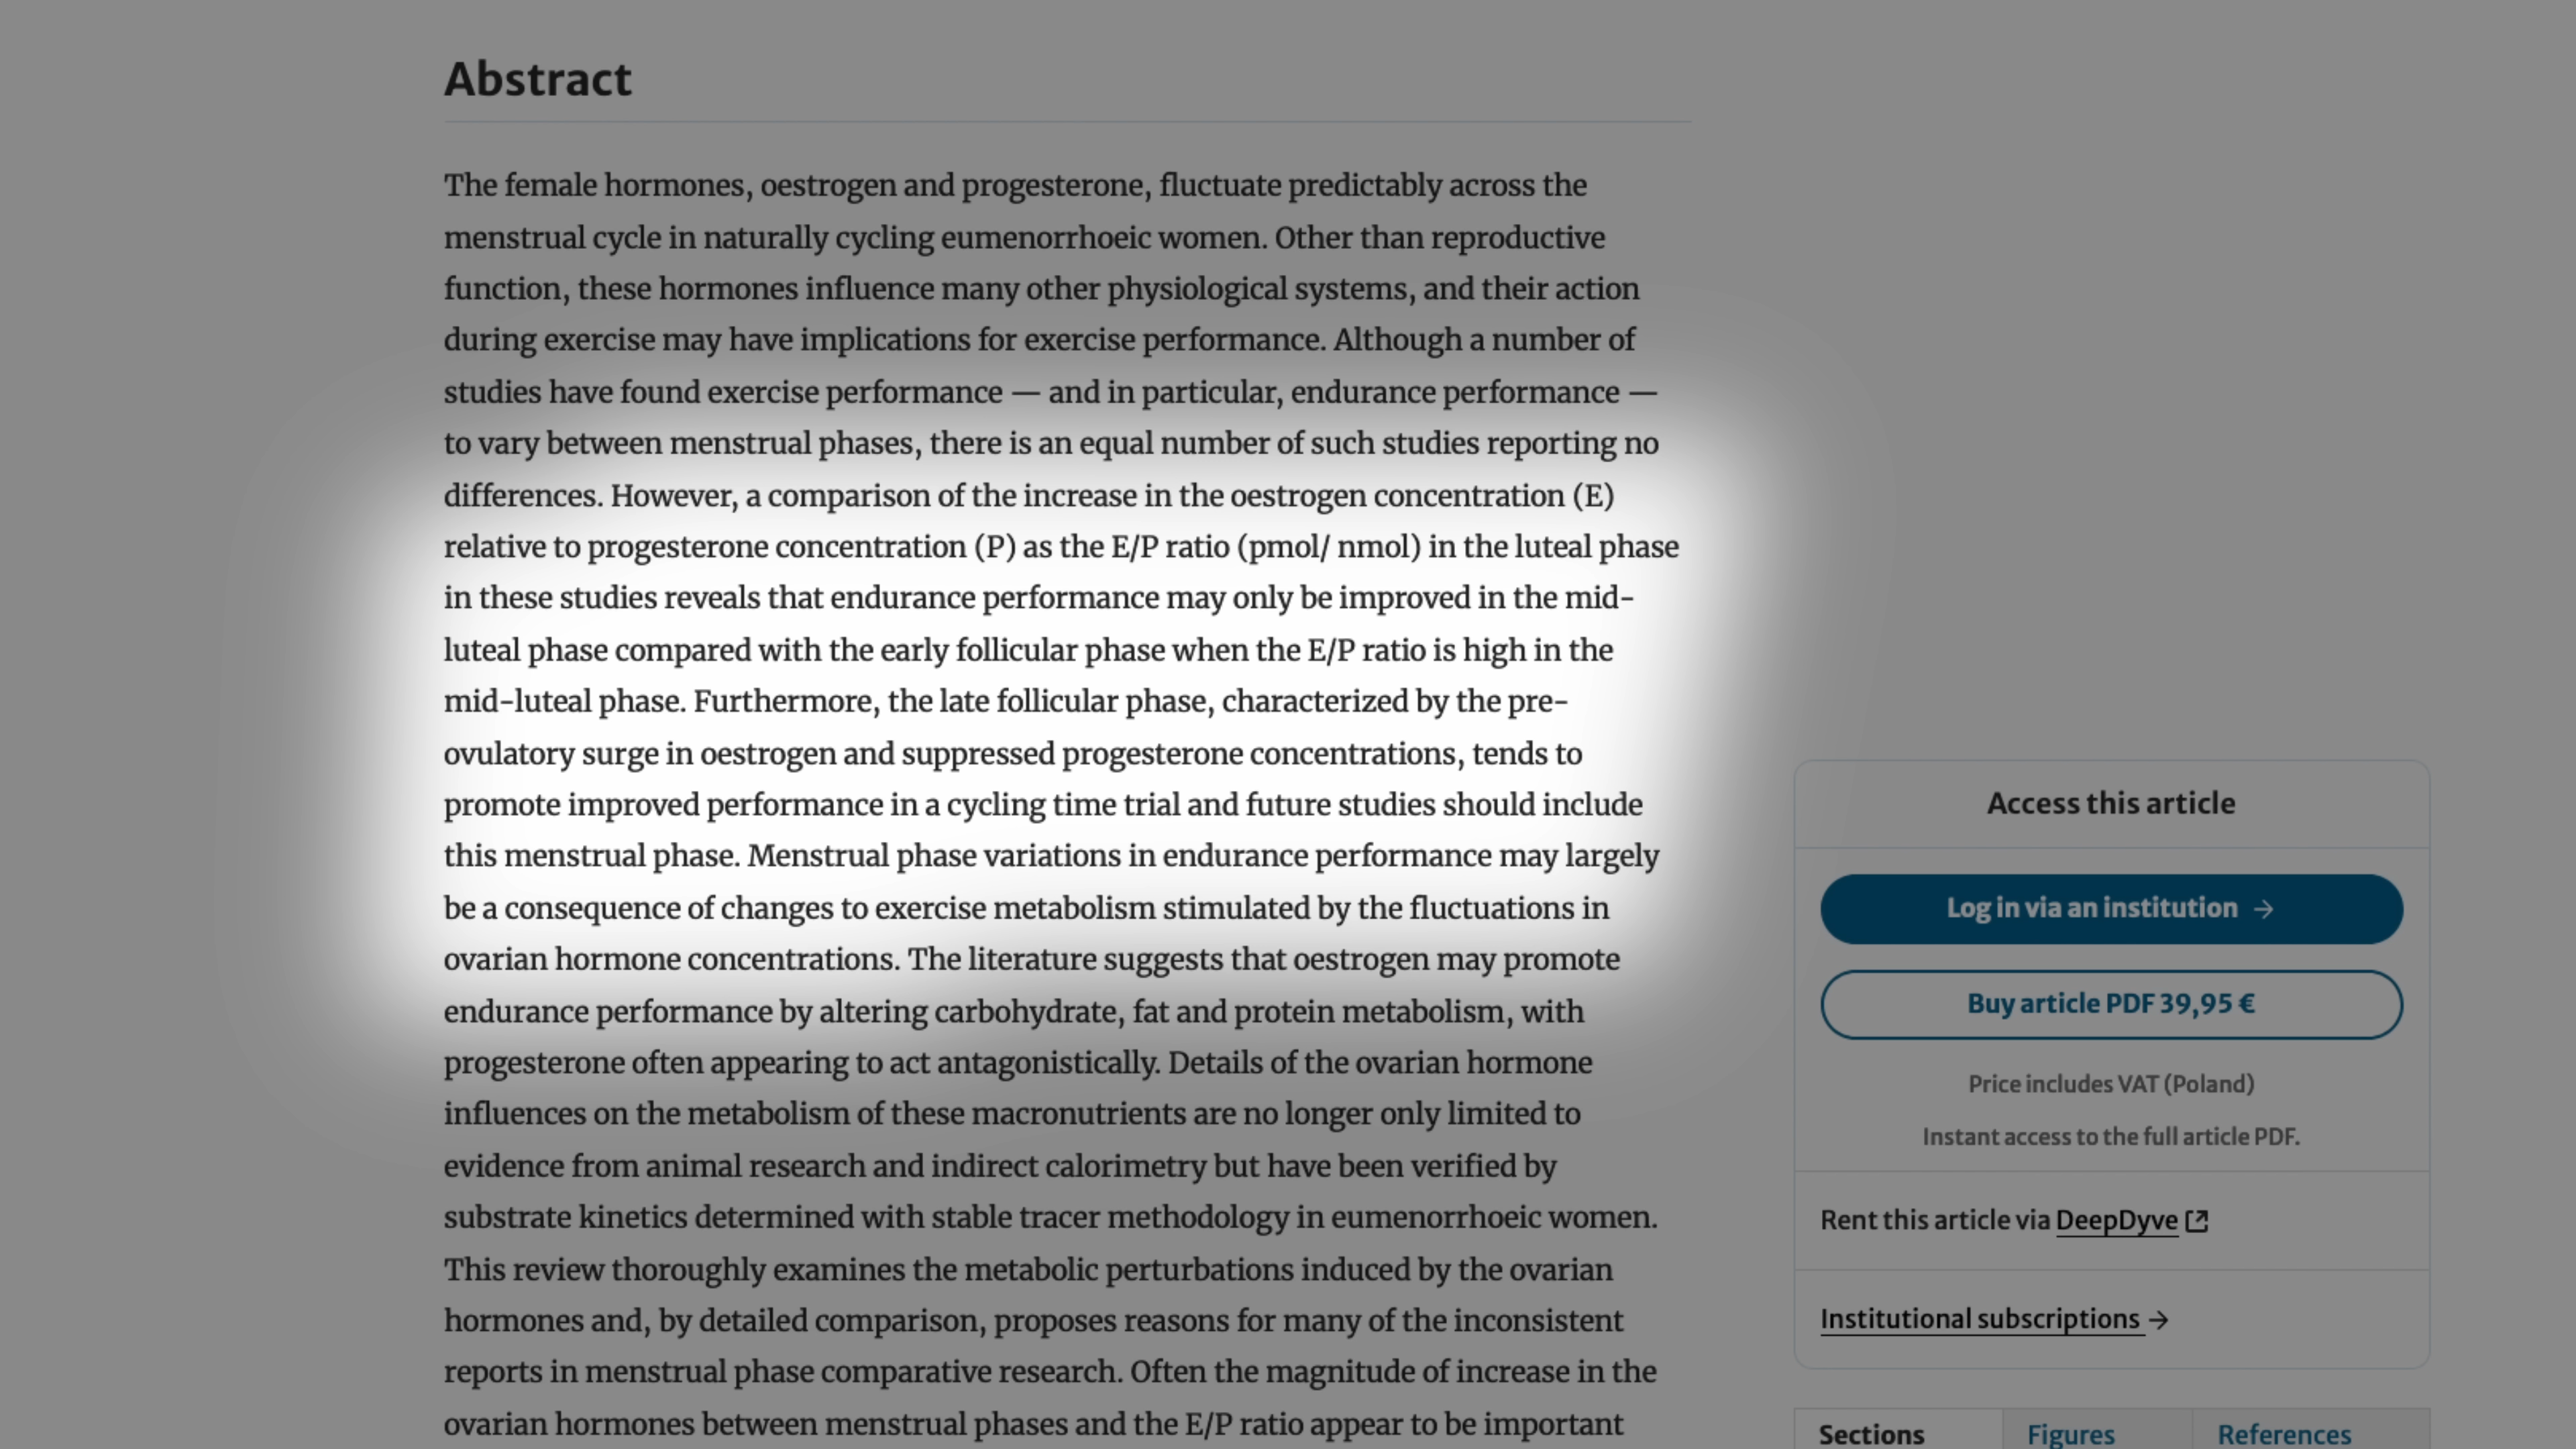 Abstract
The female hormones, oestrogen and progesterone, fluctuate predictably across the
menstrual cycle in naturally cycling eumenorrhoeic women. Other than reproductive
function, these hormones influence many other physiological systems, and their action
during exercise may have implications for exercise performance. Although a number of
studies have found exercise performance — and in particular, endurance performance —
to vary between menstrual phases, there is an equal number of such studies reporting no
differences. However, a comparison of the increase in the oestrogen concentration (E)
relative to progesterone concentration (P) as the E/P ratio (pmol/ nmol) in the luteal phase
in these studies reveals that endurance performance may only be improved in the mid-
luteal phase compared with the early follicular phase when the E/P ratio is high in the
mid-luteal phase. Furthermore, the late follicular phase, characterized by the pre-
ovulatory surge in oestrogen and suppressed progesterone concentrations, tends to
promote improved performance in a cycling time trial and future studies should include
this menstrual phase. Menstrual phase variations in endurance performance may largely
be a consequence of changes to exercise metabolism stimulated by the fluctuations in
ovarian hormone concentrations. The literature suggests that oestrogen may promote
endurance performance by altering carbohydrate, fat and protein metabolism, with
progesterone often appearing to act antagonistically. Details of the ovarian hormone
influences on the metabolism of these macronutrients are no longer only limited to
evidence from animal research and indirect calorimetry but have been verified by
substrate kinetics determined with stable tracer methodology in eumenorrhoeic women.
This review thoroughly examines the metabolic perturbations induced by the ovarian
hormones and, by detailed comparison, proposes reasons for many of the inconsistent
reports in menstrual phase comparative research. Often the magnitude of increase in the
ovarian hormones between menstrual phases and the E/P ratio appear to be important
Access this article
Log in via an institution →
Buy article PDF 39,95 €
Price includes VAT (Poland)
Instant access to the full article PDF.
Rent this article via DeepDyve
Institutional subscriptions →
Sections Figures References